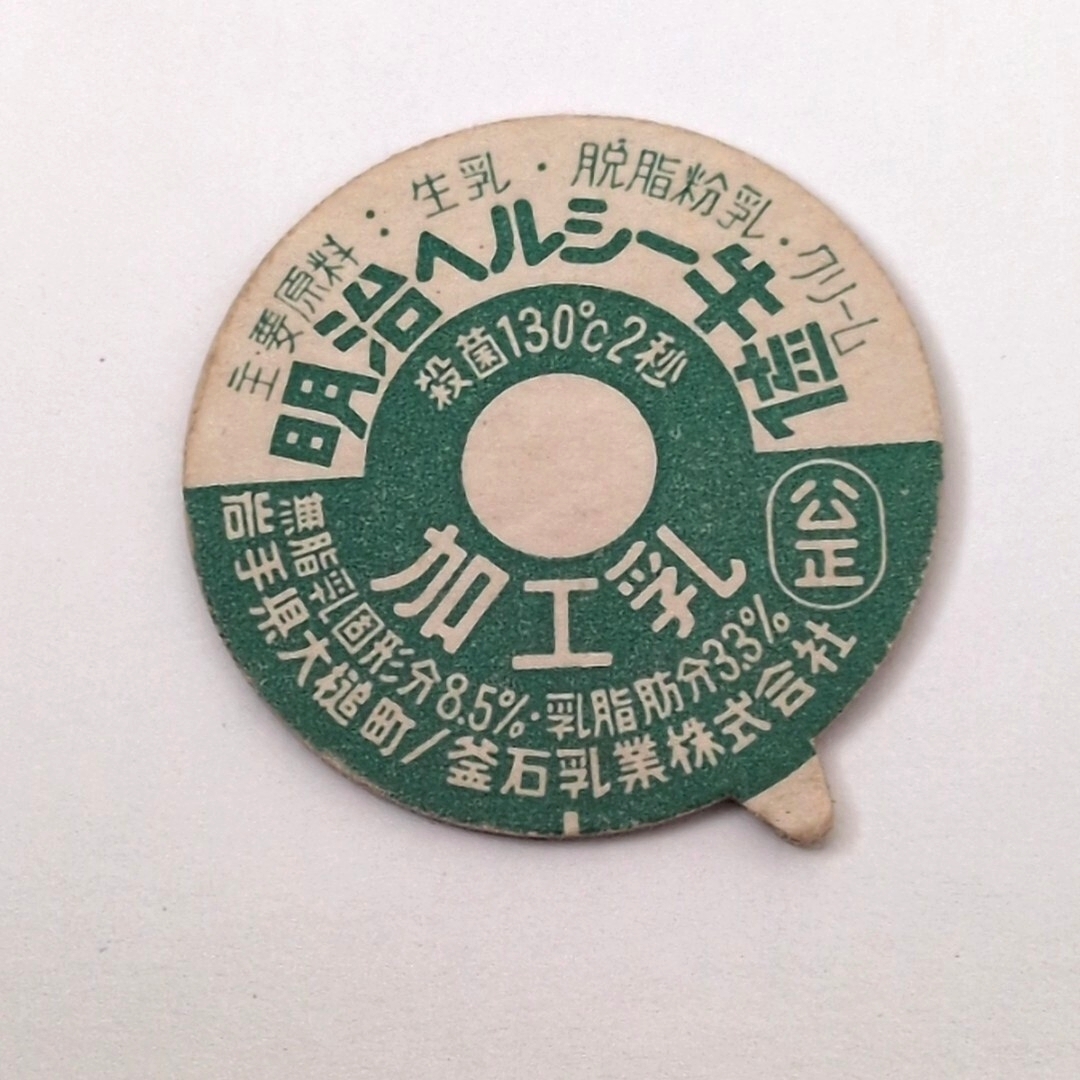 主要原料・生乳・脱脂粉乳・クリーム
明治ヘルシー牛乳
殺菌130℃2秒
加工乳
公正
無脂乳固形分8.5%・乳脂肪分3.3%
岩手県大槌町/釜石乳業株式会社